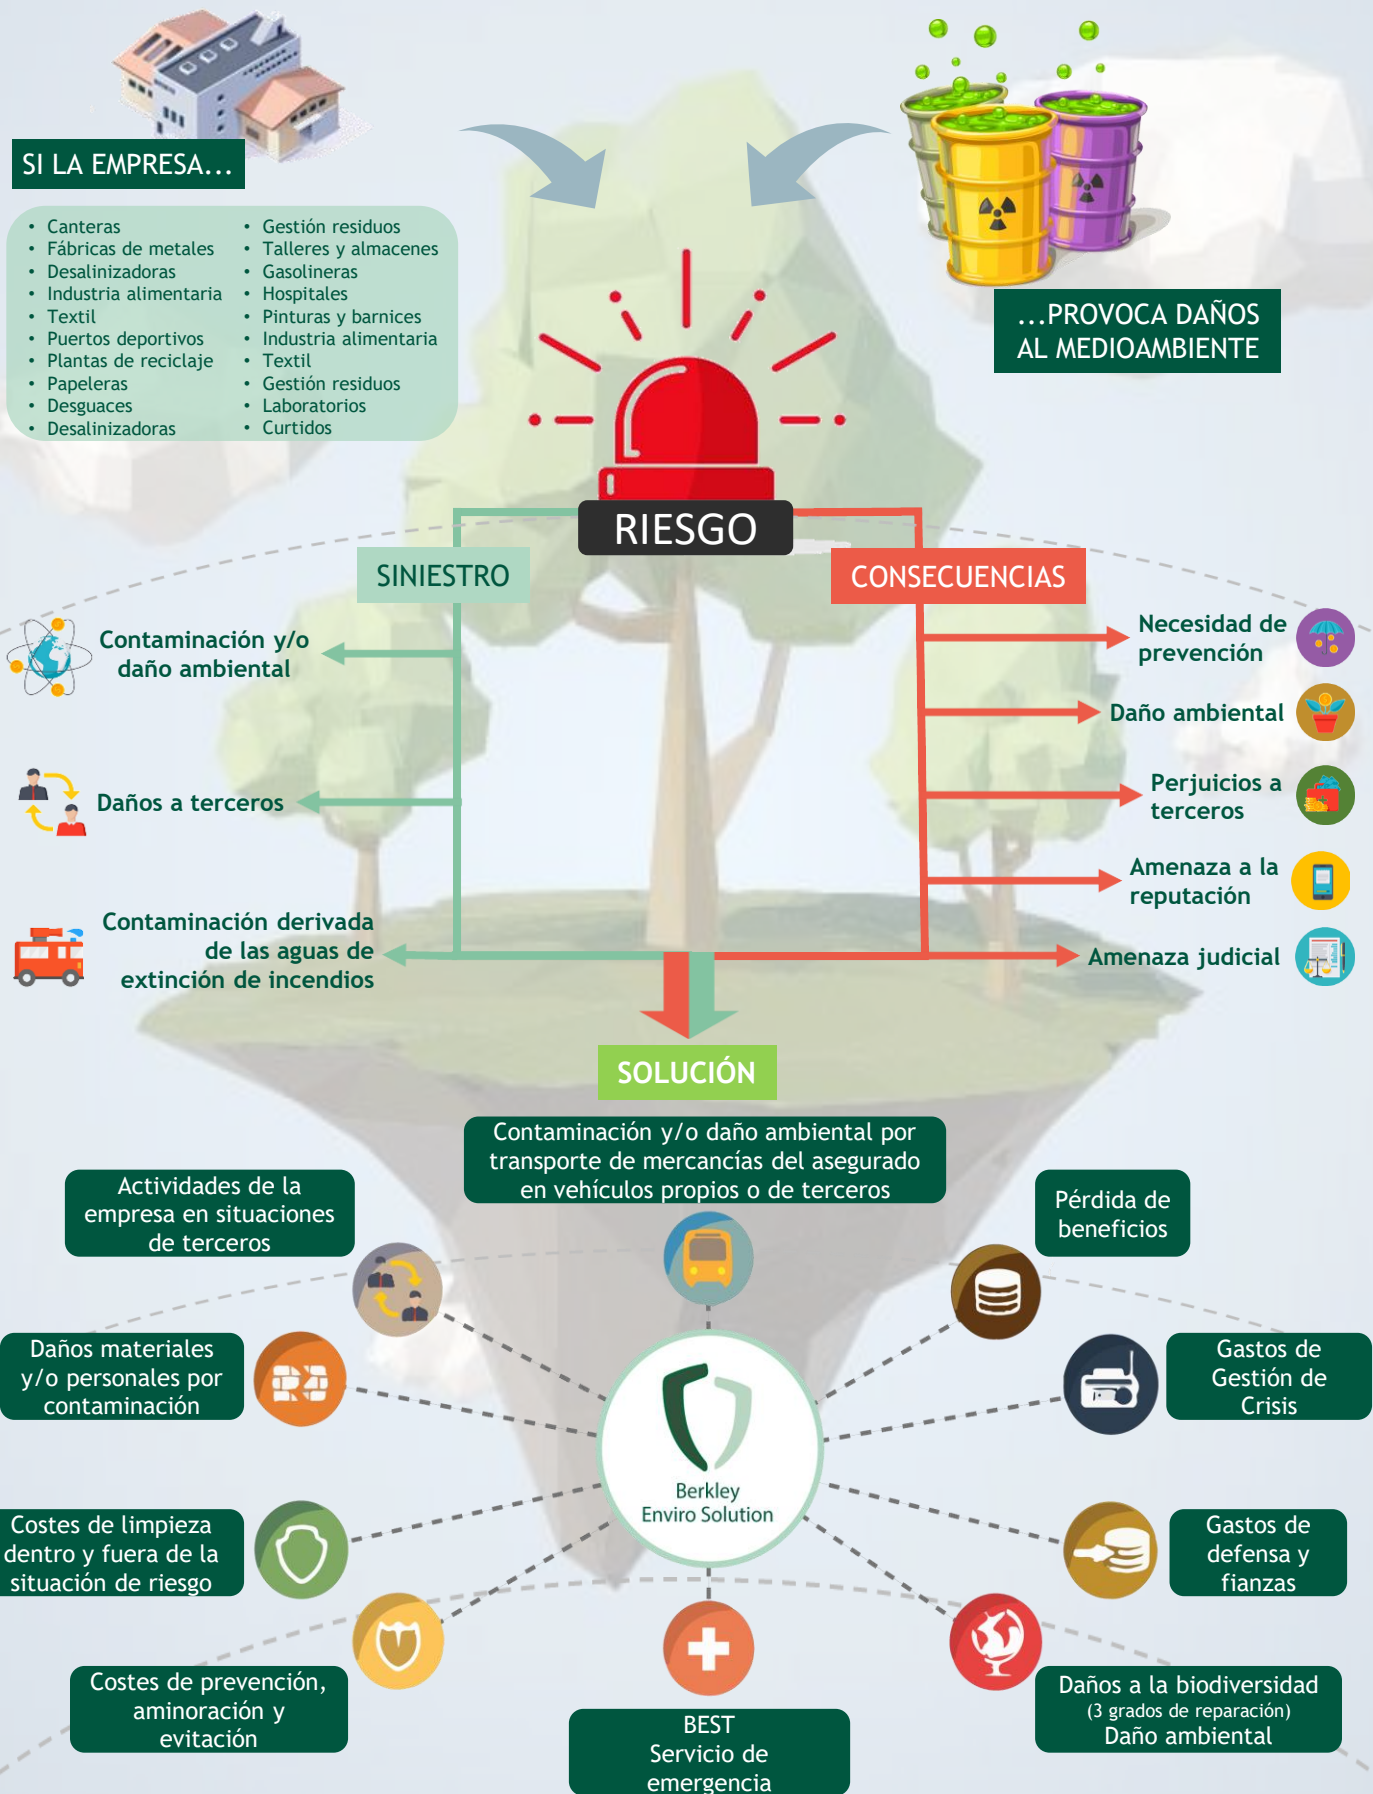 SI LA EMPRESA...
• Canteras
• Fábricas de metales
• Desalinizadoras
• Industria alimentaria
• Textil
• Puertos deportivos
• Plantas de reciclaje
• Papeleras
• Desguaces
• Desalinizadoras
• Gestión residuos
• Talleres y almacenes
• Gasolineras
• Hospitales
• Pinturas y barnices
• Industria alimentaria
• Textil
• Gestión residuos
• Laboratorios
• Curtidos
...PROVOCA DAÑOS
AL MEDIOAMBIENTE
RIESGO
SINIESTRO
Contaminación y/o
daño ambiental
Daños a terceros
Contaminación derivada
de las aguas de
extinción de incendios
CONSECUENCIAS
Necesidad de
prevención
Daño ambiental
Perjuicios a
terceros
Amenaza a la
reputación
Amenaza judicial
SOLUCIÓN
Contaminación y/o daño ambiental por
transporte de mercancías del asegurado
en vehículos propios o de terceros
Actividades de la
empresa en situaciones
de terceros
Pérdida de
beneficios
Daños materiales
y/o personales por
contaminación
Gastos de
Gestión de
Crisis
Berkley
Enviro Solution
Costes de limpieza
dentro y fuera de la
situación de riesgo
Gastos de
defensa y
fianzas
Costes de prevención,
aminoración y
evitación
BEST
Servicio de
emergencia
Daños a la biodiversidad
(3 grados de reparación)
Daño ambiental